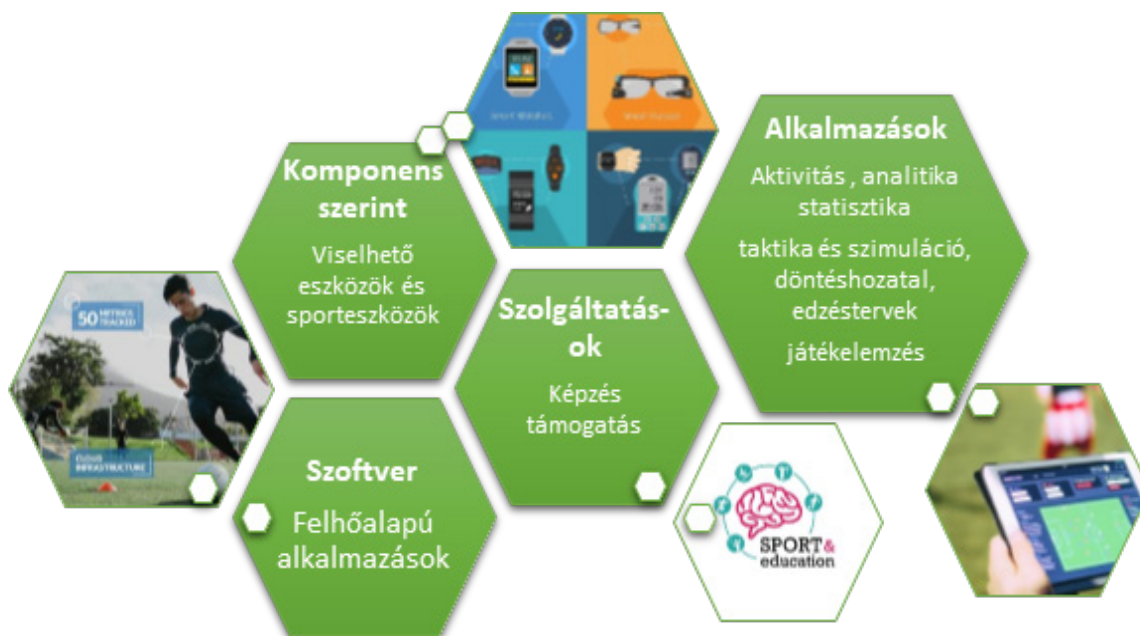 Komponens
szerint
Viselhető
eszközök és
sporteszközök
Alkalmazások
Aktivitás , analitika
statisztika
taktika és szimuláció,
döntéshozatal,
edzéstervek
játékelemzés
50 METRICS
TRACKED
CLOUD
INFRASTRUCTURE
Szolgáltatás-
ok
Képzés
támogatás
Szoftver
Felhőalapú
alkalmazások
SPORT&
education